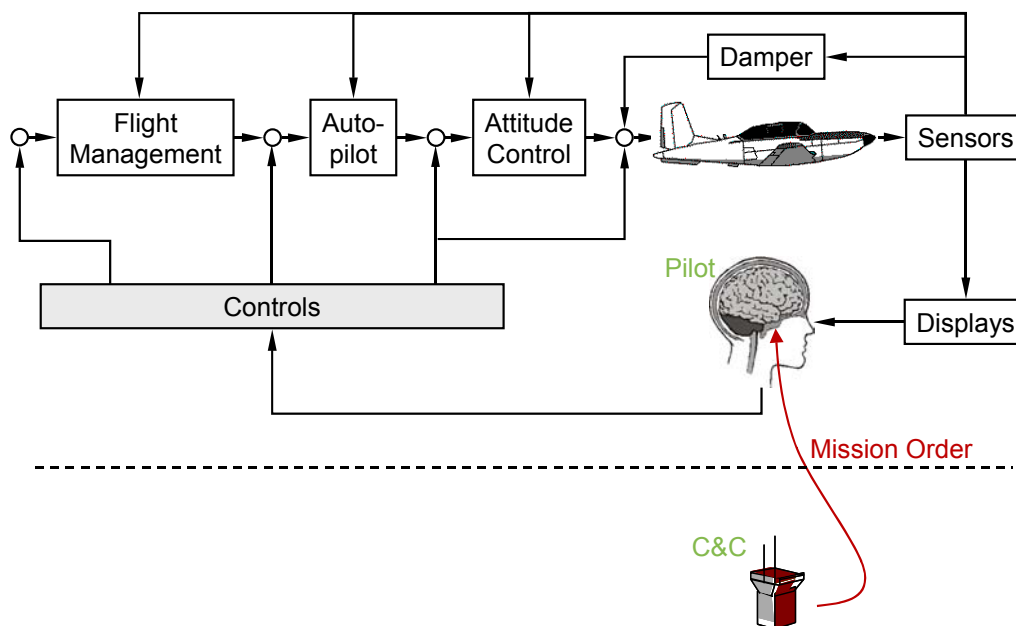 Damper
Flight
Management
Auto-
pilot
Attitude
Control
Sensors
Pilot
Controls
Displays
Mission Order
C&C